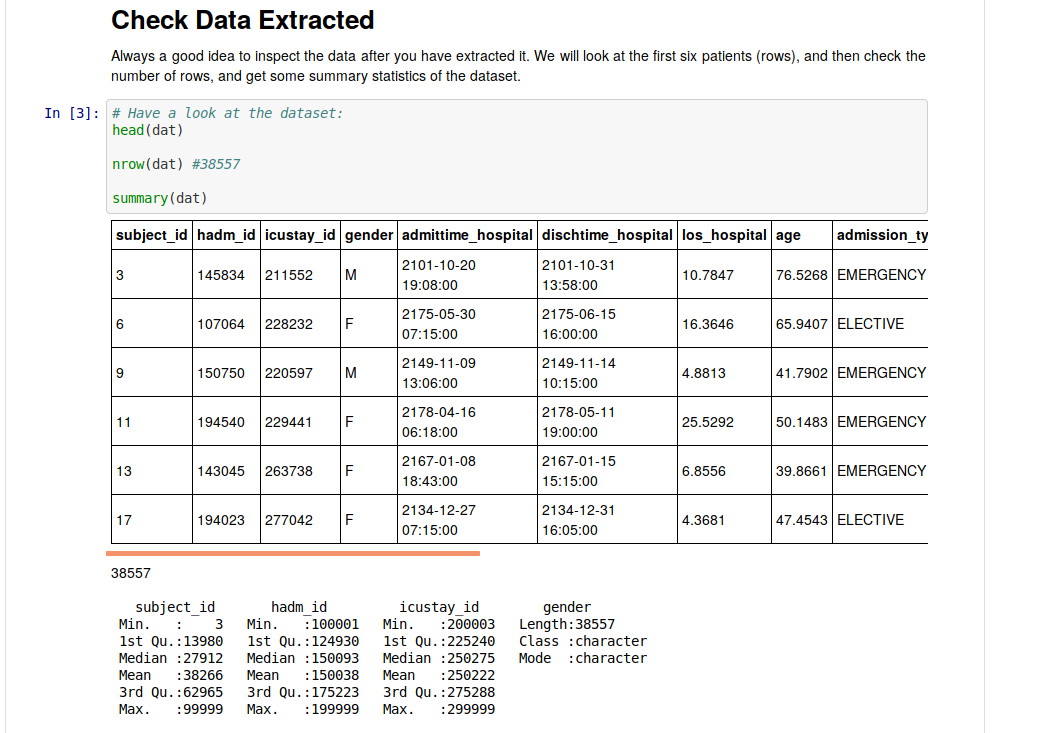 Check Data Extracted
Always a good idea to inspect the data after you have extracted it. We will look at the first six patients (rows), and then check the
number of rows, and get some summary statistics of the dataset.
In [3]: # Have a look at the dataset:
head(dat)
nrow(dat) #38557
summary(dat)
subject_id hadm_id icustay_id gender admittime_hospital dischtime_hospital los_hospital age admission_ty
3 145834 211552 M 2101-10-20 19:08:00 2101-10-31 13:58:00 10.7847 76.5268 EMERGENCY
6 107064 228232 F 2175-05-30 07:15:00 2175-06-15 16:00:00 16.3646 65.9407 ELECTIVE
9 150750 220597 M 2149-11-09 13:06:00 2149-11-14 10:15:00 4.8813 41.7902 EMERGENCY
11 194540 229441 F 2178-04-16 06:18:00 2178-05-11 19:00:00 25.5292 50.1483 EMERGENCY
13 143045 263738 F 2167-01-08 18:43:00 2167-01-15 15:15:00 6.8556 39.8661 EMERGENCY
17 194023 277042 F 2134-12-27 07:15:00 2134-12-31 16:05:00 4.3681 47.4543 ELECTIVE
38557
subject_id hadm_id icustay_id gender
Min. : 3 Min. :100001 Min. :200003 Length:38557
1st Qu.:13980 1st Qu.:124930 1st Qu.:225240 Class :character
Median :27912 Median :150093 Median :250275 Mode :character
Mean :38266 Mean :150038 Mean :250222
3rd Qu.:62965 3rd Qu.:175223 3rd Qu.:275288
Max. :99999 Max. :199999 Max. :299999